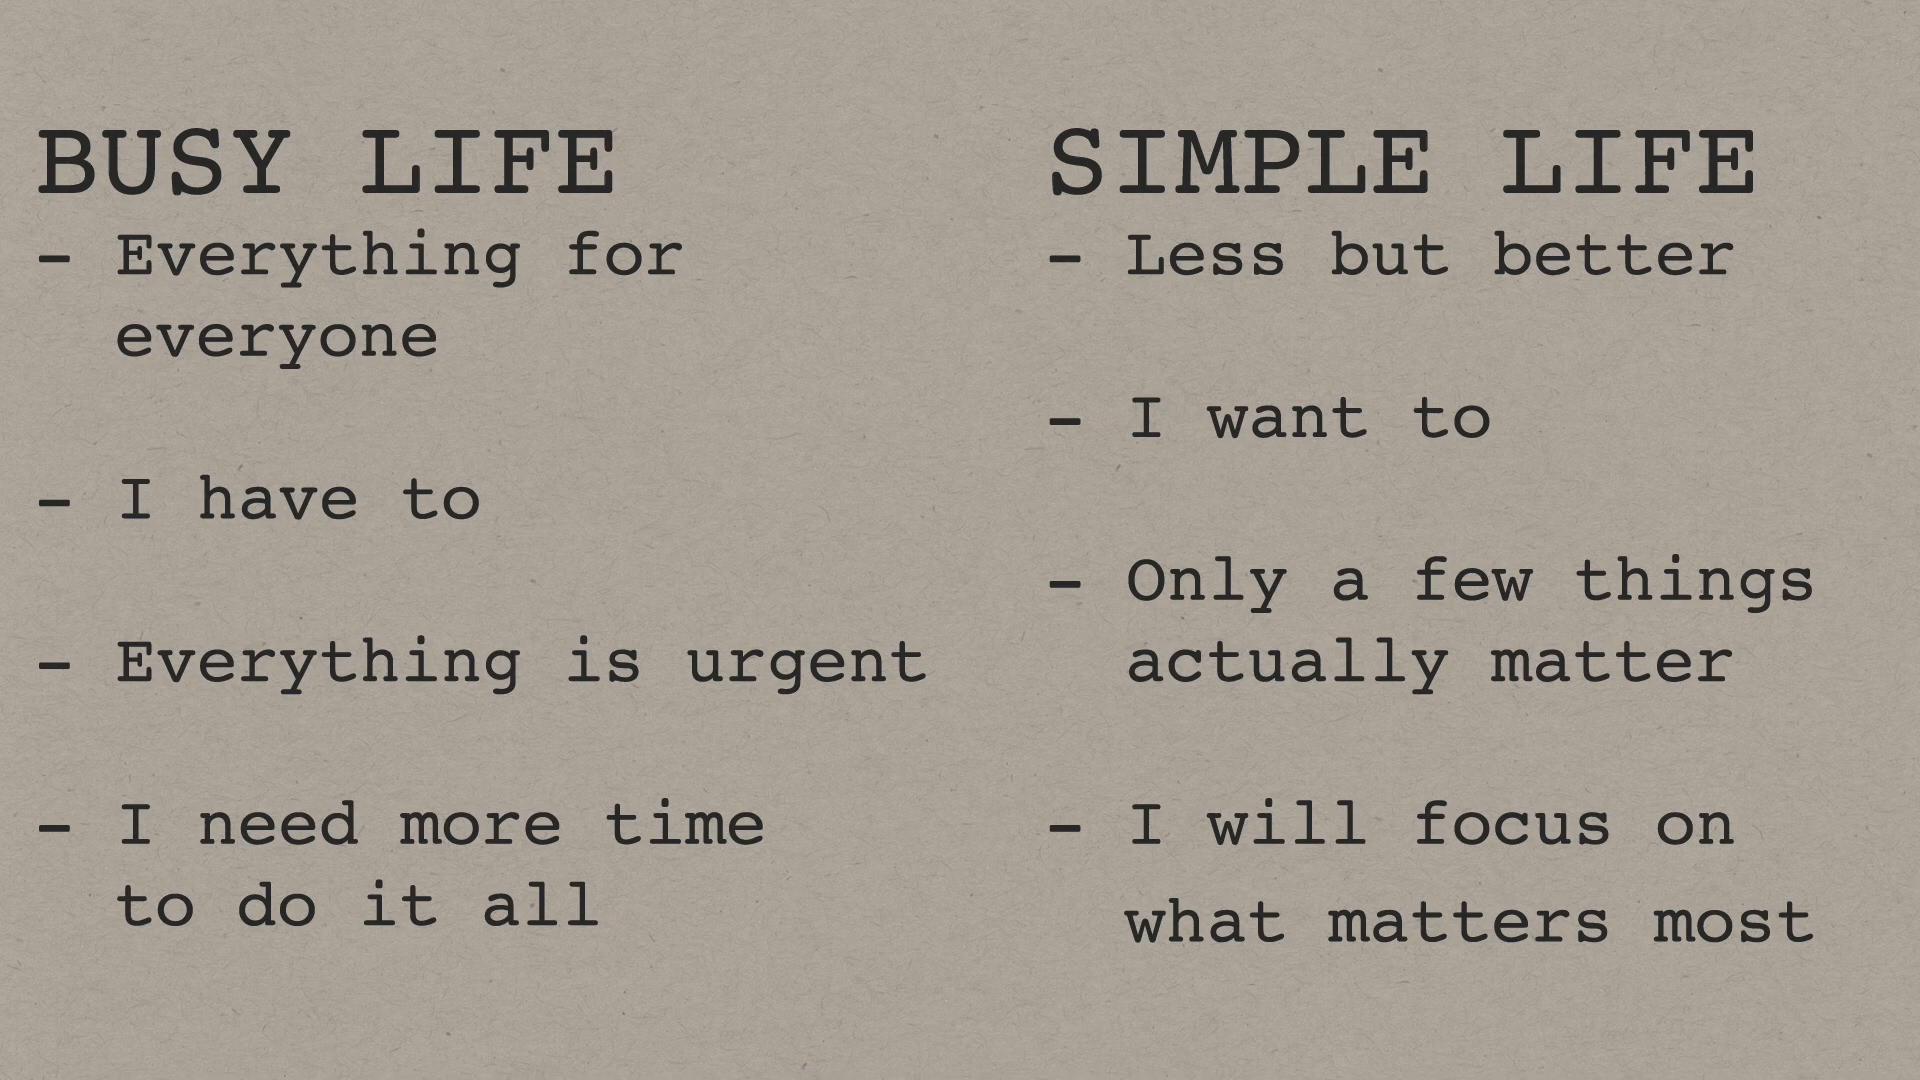 BUSY LIFE
- Everything for
everyone
- I have to
- Everything is urgent
- I need more time
to do it all
SIMPLE LIFE
- Less but better
- I want to
- Only a few things
actually matter
- I will focus on
what matters most